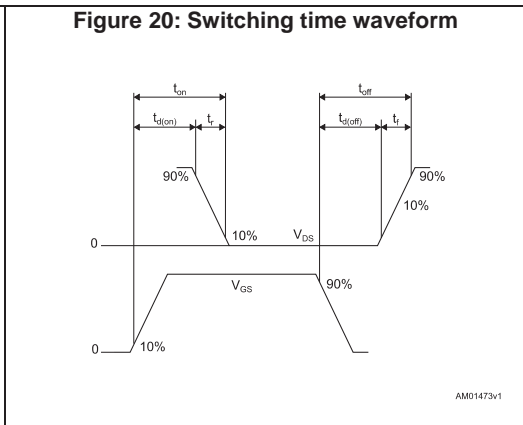 Figure 20: Switching time waveform
ton toff
td(on) tr td(off) tf
90% 90%
10%
10% VDS
0
VGS 90%
0 10%
AM01473v1